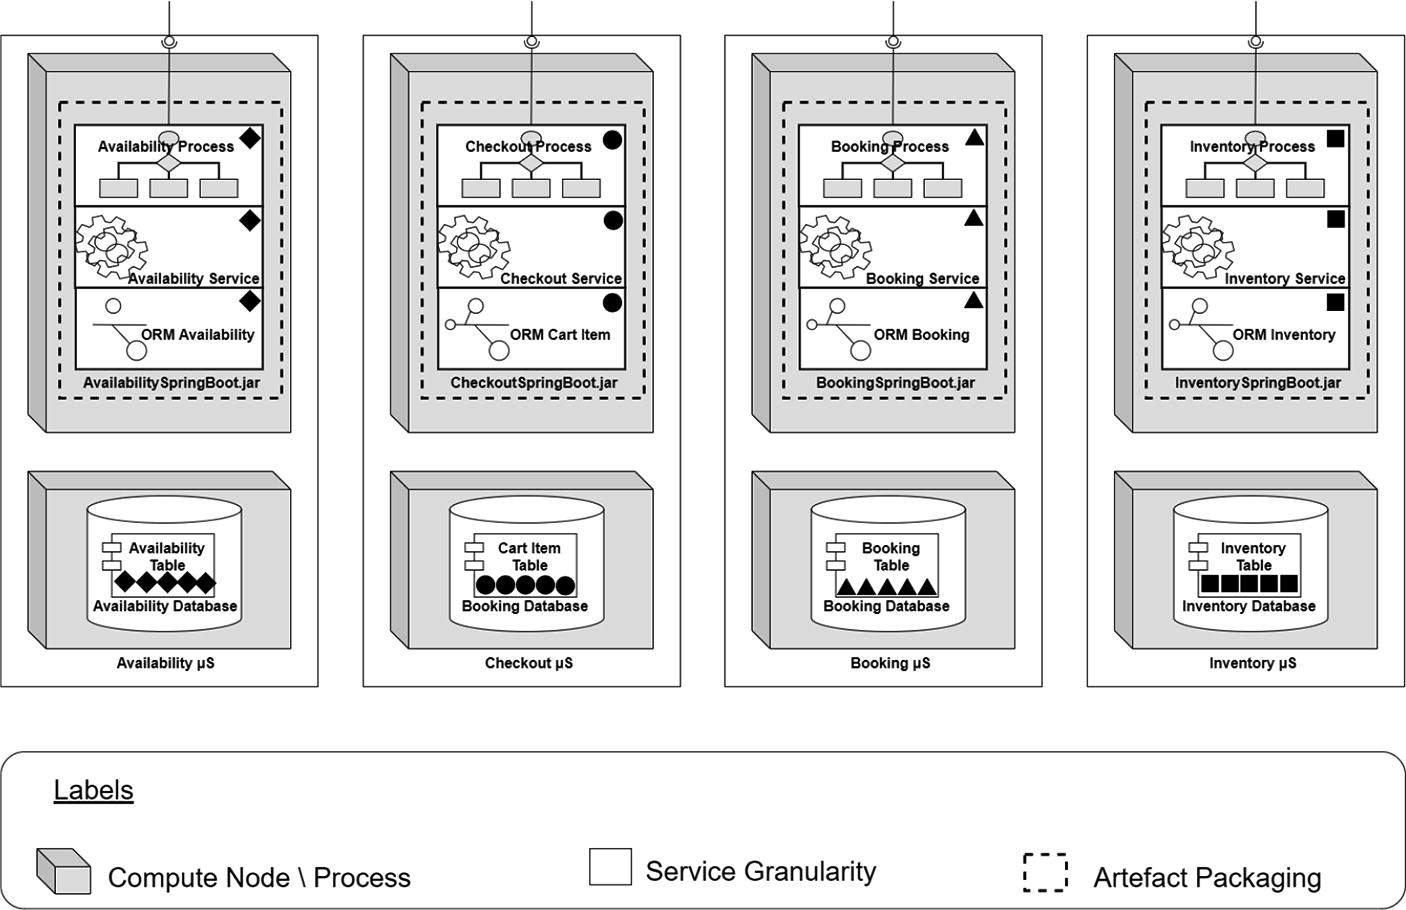 Availability Process
Availability Service
ORM Availability
AvailabilitySpringBoot.jar
Availability
Table
Availability Database
Availability µS
Checkout Process
Checkout Service
ORM Cart Item
CheckoutSpringBoot.jar
Cart Item
Table
Booking Database
Checkout µS
Booking Process
Booking Service
ORM Booking
BookingSpringBoot.jar
Booking
Table
Booking Database
Booking µS
Inventory Process
Inventory Service
ORM Inventory
InventorySpringBoot.jar
Inventory
Table
Inventory Database
Inventory µS
Labels
Compute Node \ Process
Service Granularity
Artefact Packaging